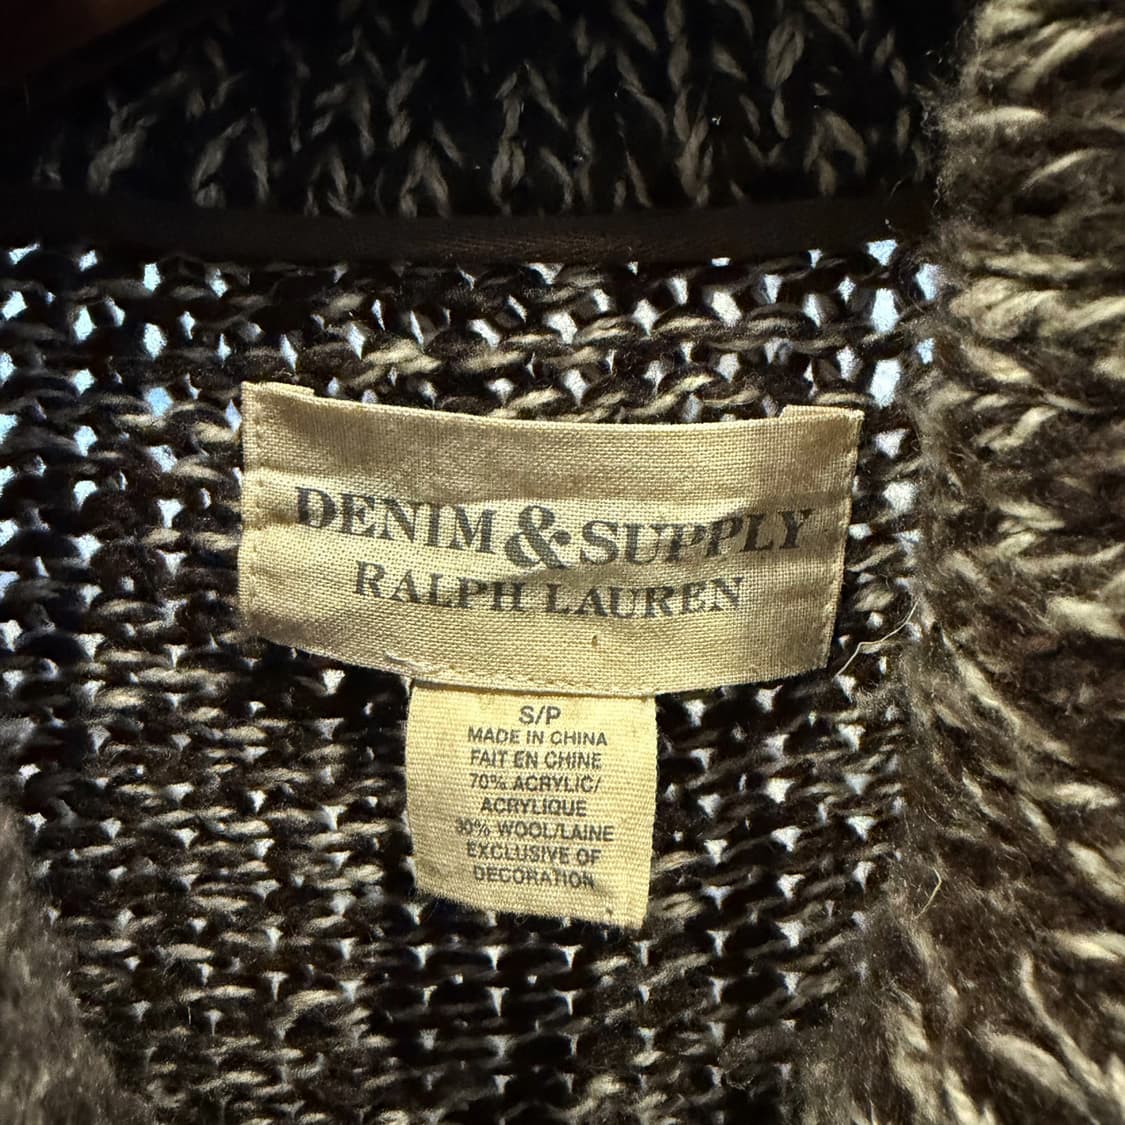 DENIM & SUPPLY
RALPH LAUREN
S/P
MADE IN CHINA
FAIT EN CHINE
70% ACRYLIC/
ACRYLIQUE
30% WOOL/LAINE
EXCLUSIVE OF
DECORATION